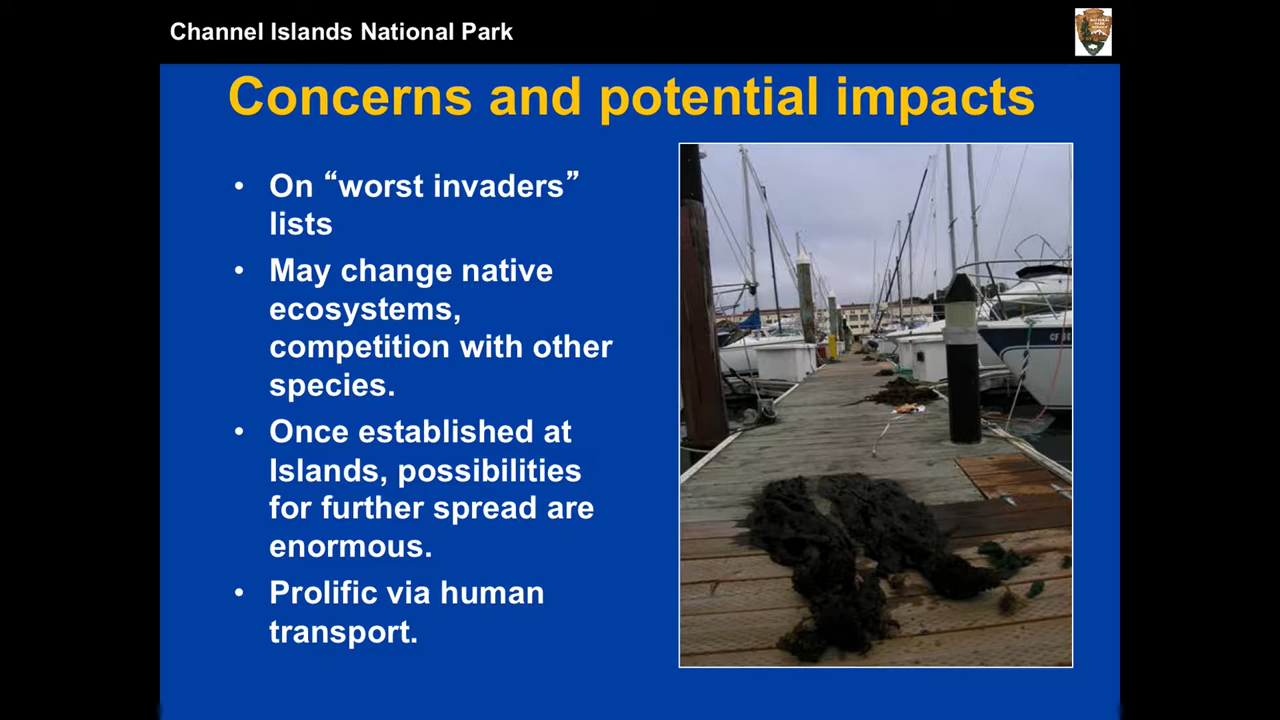 Channel Islands National Park
Concerns and potential impacts
• On “worst invaders”
lists
• May change native
ecosystems,
competition with other
species.
• Once established at
Islands, possibilities
for further spread are
enormous.
• Prolific via human
transport.